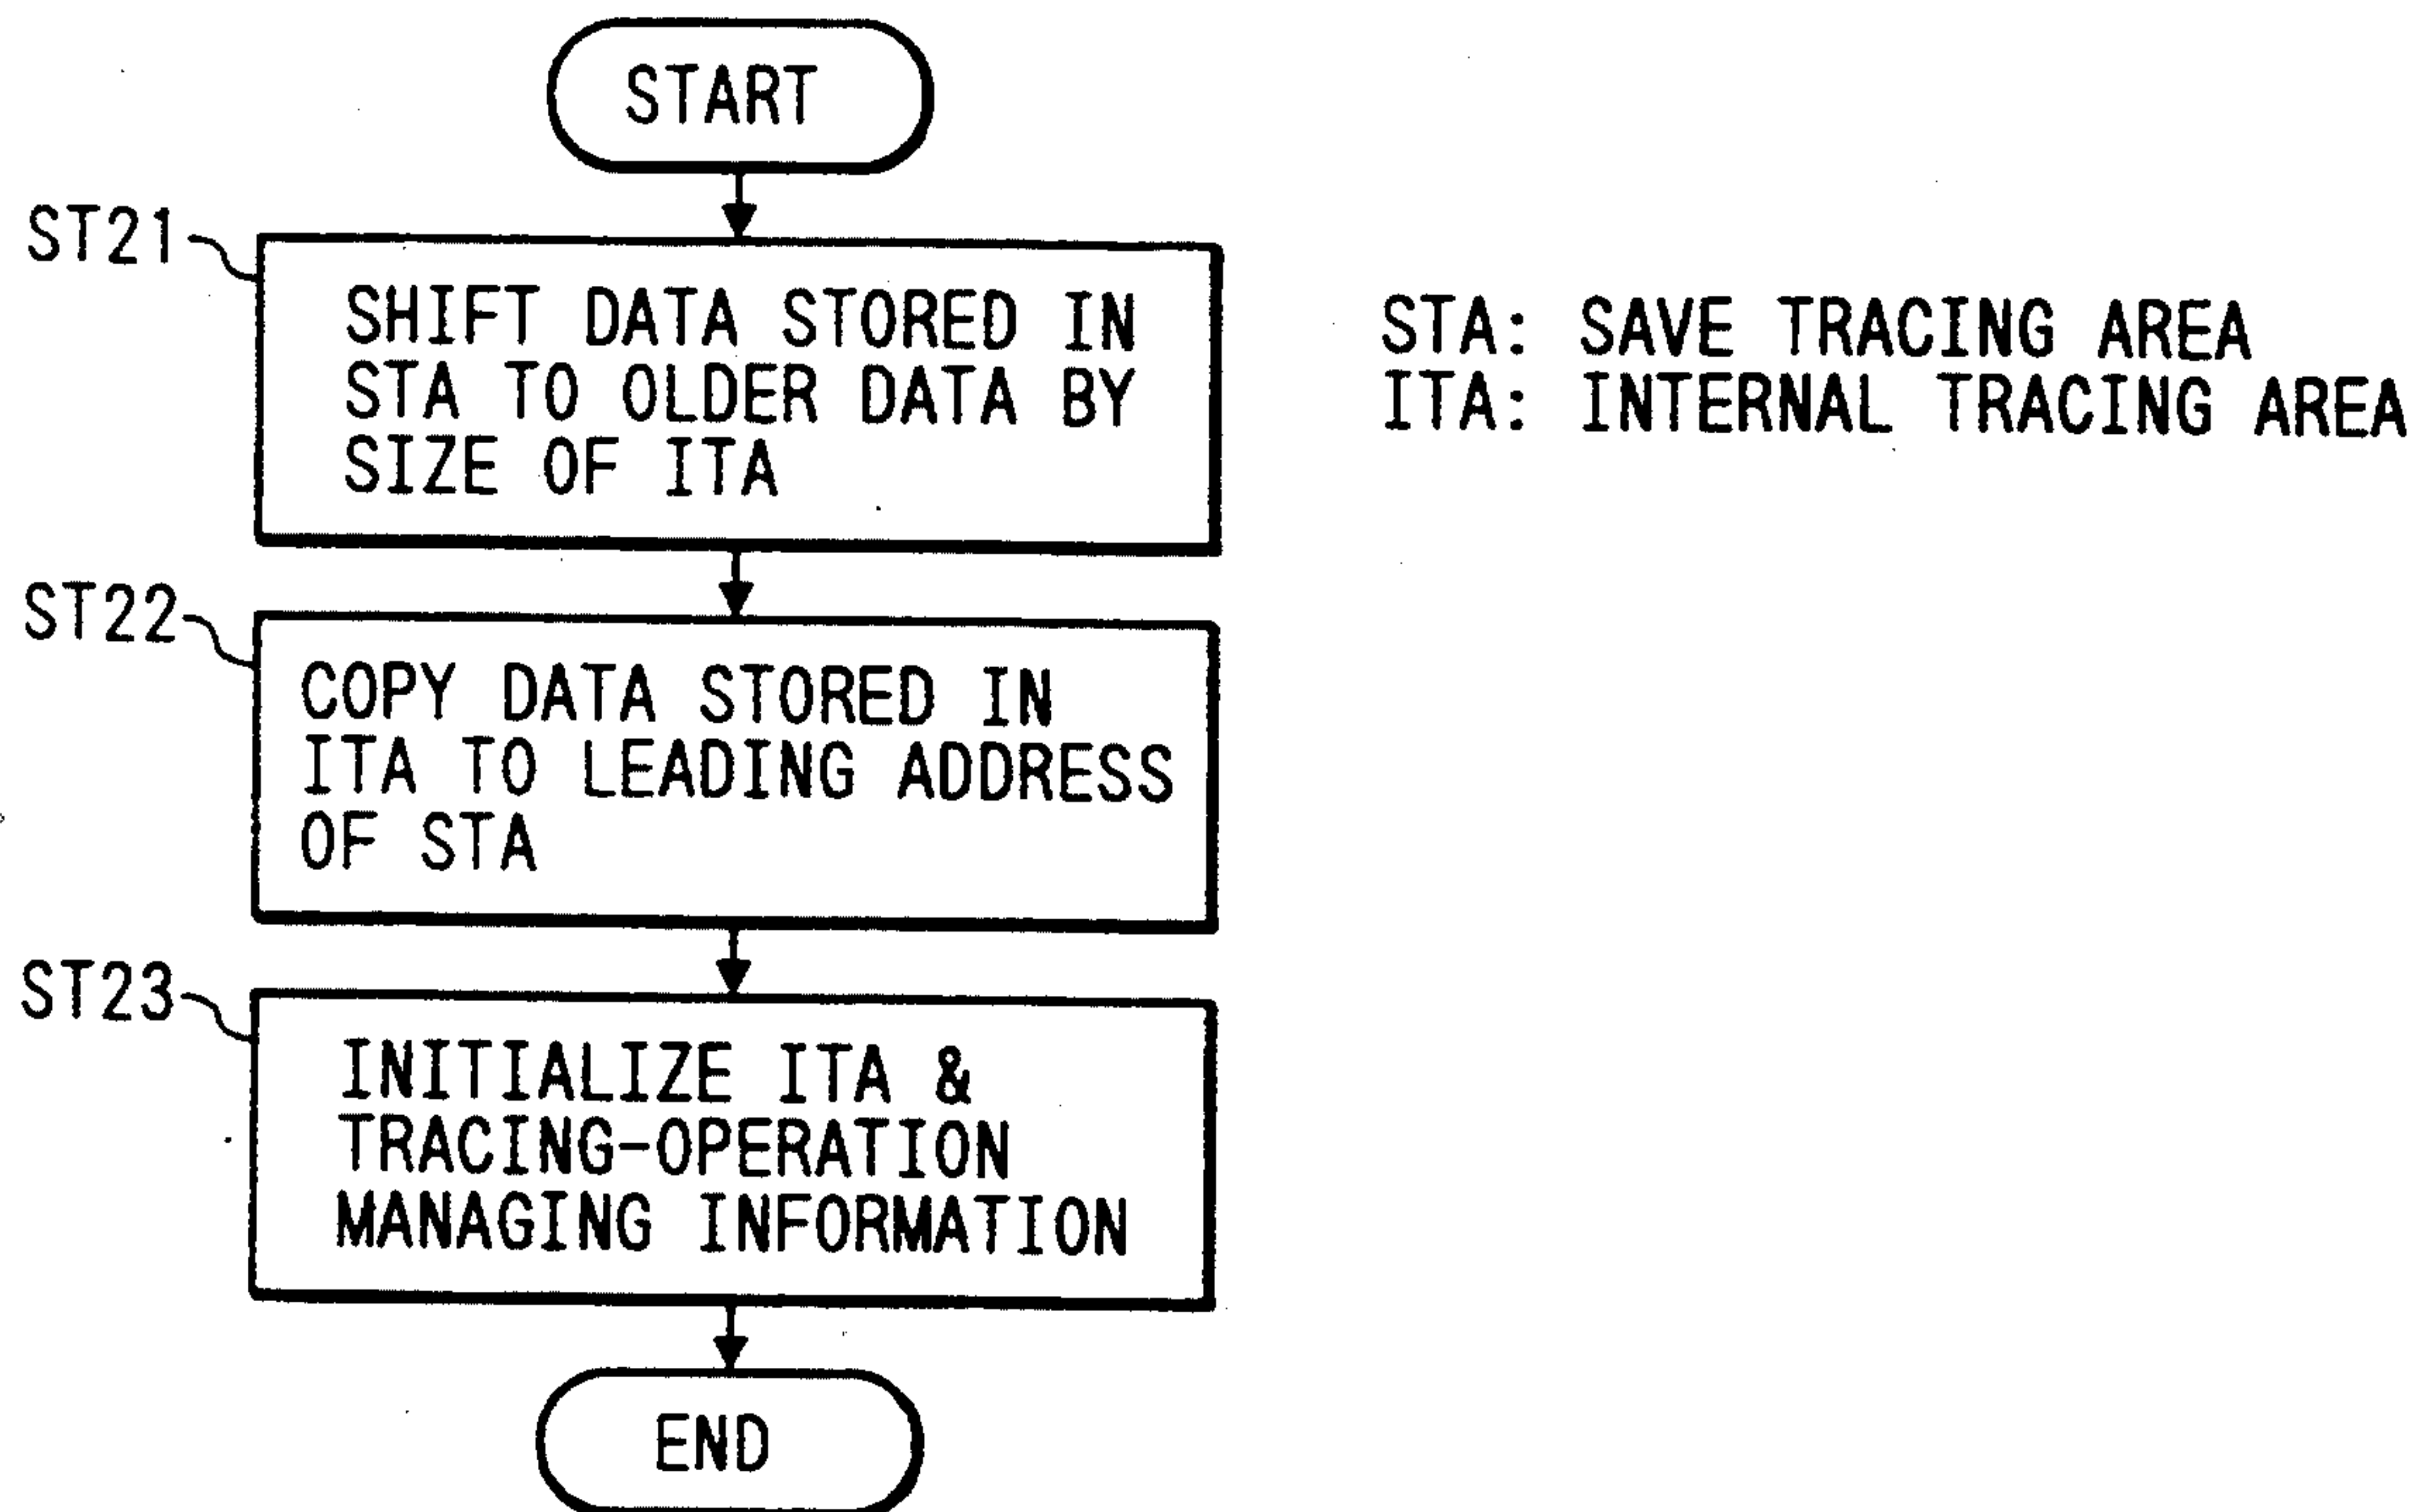 START
ST21
SHIFT DATA STORED IN
STA TO OLDER DATA BY
SIZE OF ITA
STA: SAVE TRACING AREA
ITA: INTERNAL TRACING AREA
ST22
COPY DATA STORED IN
ITA TO LEADING ADDRESS
OF STA
ST23
INITIALIZE ITA &
TRACING-OPERATION
MANAGING INFORMATION
END